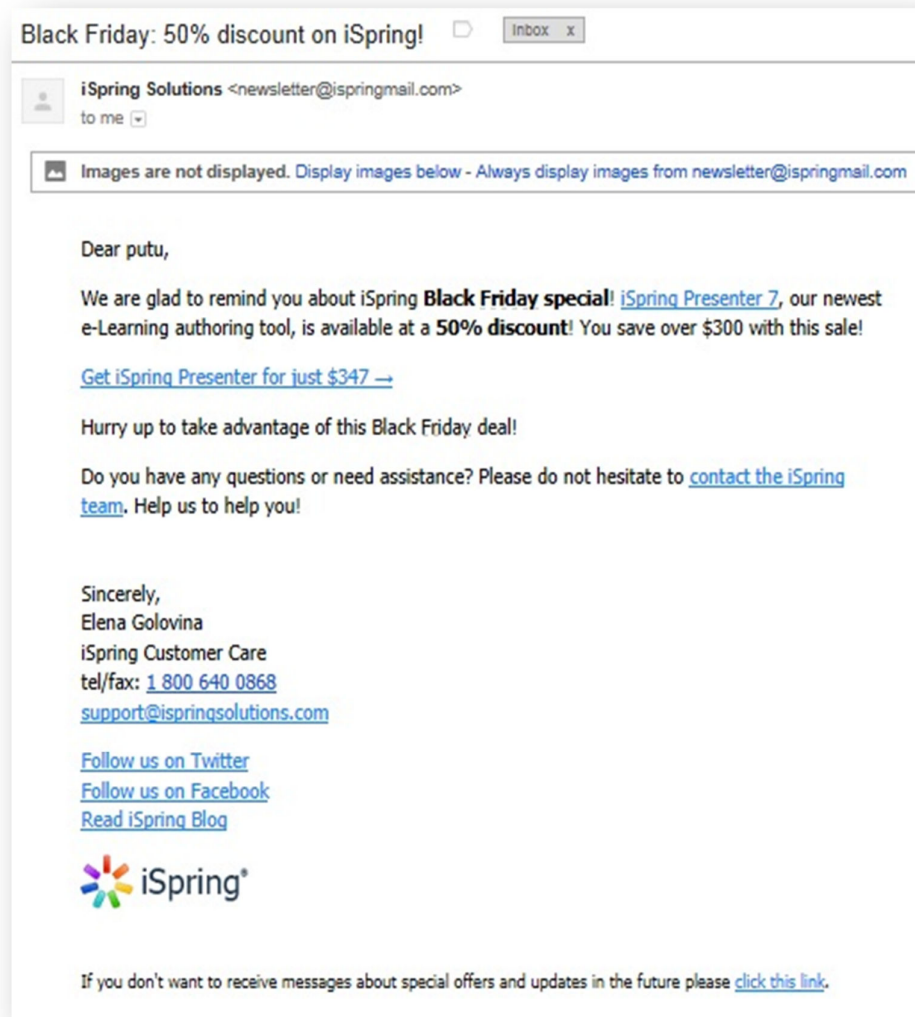 Black Friday: 50% discount on iSpring!
Inbox x
iSpring Solutions <newsletter@ispringmail.com>
to me
Images are not displayed. Display images below - Always display images from newsletter@ispringmail.com
Dear putu,
We are glad to remind you about iSpring Black Friday special! iSpring Presenter 7, our newest
e-Learning authoring tool, is available at a 50% discount! You save over $300 with this sale!
Get iSpring Presenter for just $347 →
Hurry up to take advantage of this Black Friday deal!
Do you have any questions or need assistance? Please do not hesitate to contact the iSpring
team. Help us to help you!
Sincerely,
Elena Golovina
iSpring Customer Care
tel/fax: 1 800 640 0868
support@ispringsolutions.com
Follow us on Twitter
Follow us on Facebook
Read iSpring Blog
iSpring®
If you don't want to receive messages about special offers and updates in the future please click this link.